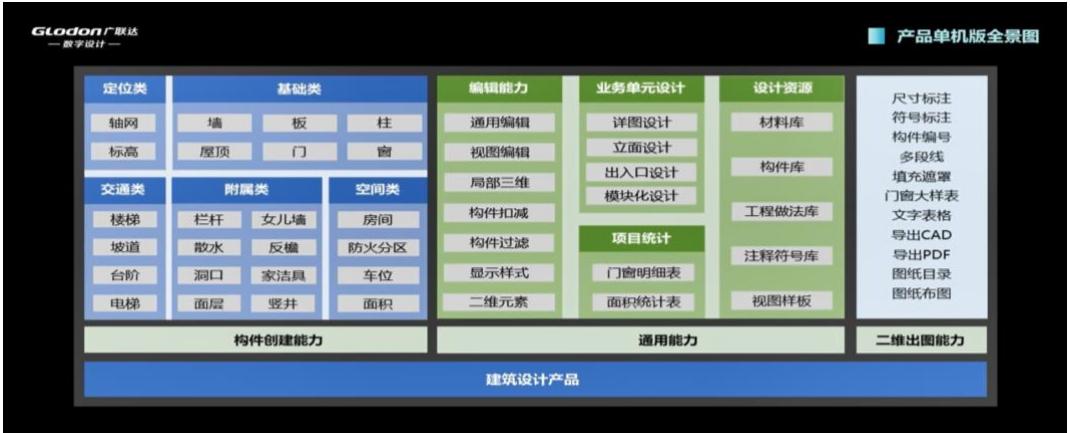 GLodon广联达
数字设计
产品单机版全景图
定位类
轴网
标高
基础类
墙 板 柱
屋顶 门 窗
交通类
楼梯
坡道
台阶
电梯
附属类
栏杆 女儿墙
散水 反檐
洞口 家洁具
面层 竖井
空间类
房间
防火分区
车位
面积
构件创建能力
编辑能力
通用编辑
视图编辑
局部三维
构件扣减
构件过滤
显示样式
二维元素
业务单元设计
详图设计
立面设计
出入口设计
模块化设计
项目统计
门窗明细表
面积统计表
设计资源
材料库
构件库
工程做法库
注释符号库
视图样板
通用能力
尺寸标注
符号标注
构件编号
多段线
填充遮罩
门窗大样表
文字表格
导出CAD
导出PDF
图纸目录
图纸布图
二维出图能力
建筑设计产品